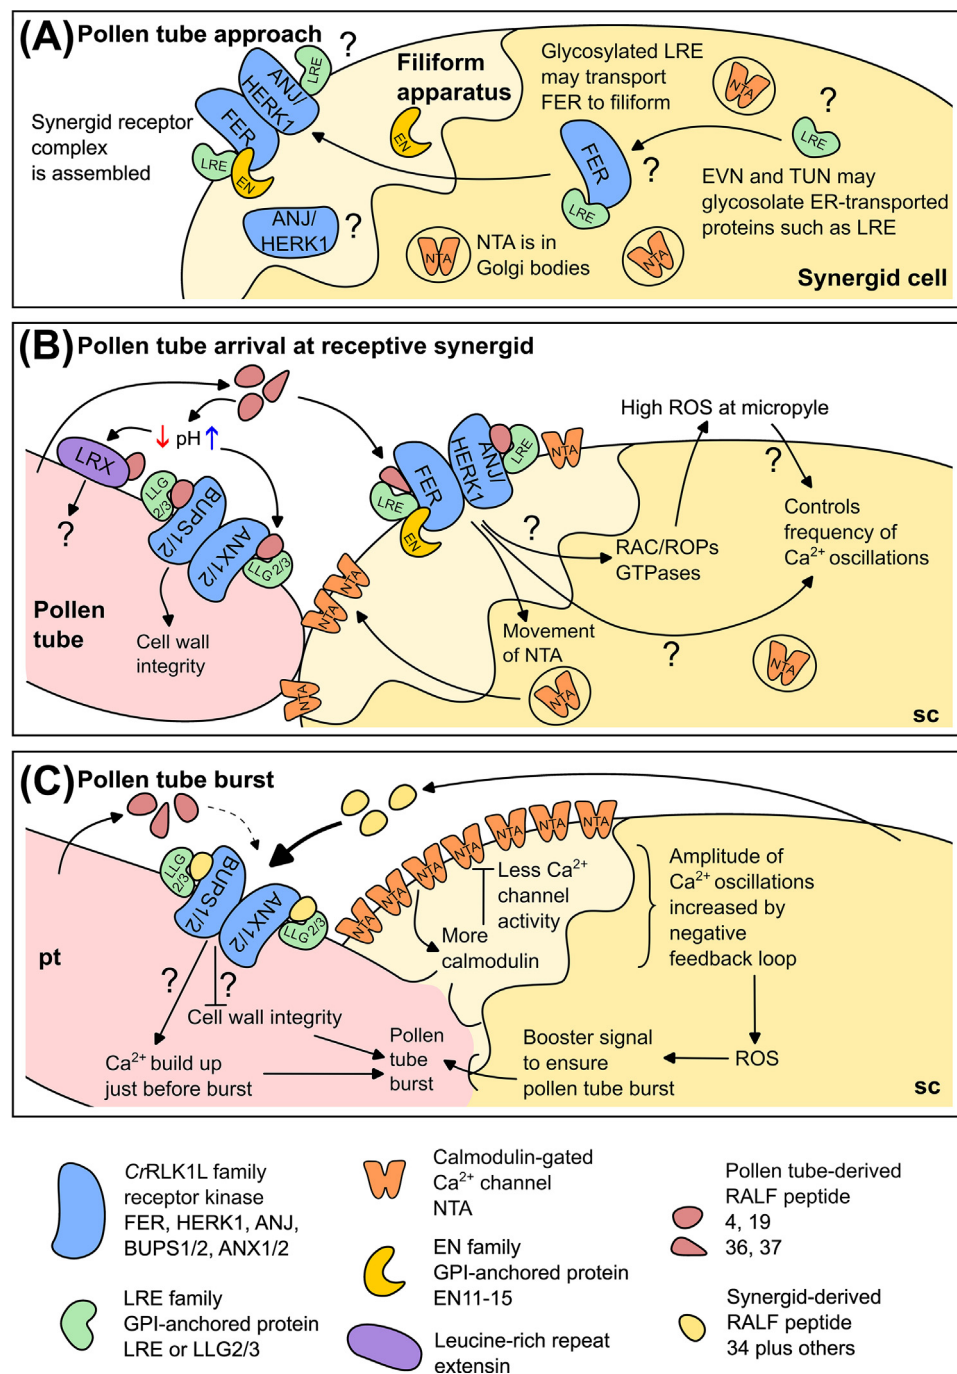 (A) Pollen tube approach
Synergid receptor
complex
is assembled
ANJ/
HERK1
LRE
?
FER
LRE
EN
ANJ/
HERK1
?
Filiform
apparatus
EN
Glycosylated LRE
may transport
FER to filiform
NTA
?
LRE
FER
?
LRE
EVN and TUN may
glycosolate ER-transported
proteins such as LRE
NTA
NTA is in
Golgi bodies
NTA
Synergid cell
(B) Pollen tube arrival at receptive synergid
↓ pH ↑
LRX
?
LLG
2/3
BUPS1/2
ANX1/2
LLG 2/3
Pollen
tube
Cell wall
integrity
FER
HERK1
ANJ/
LRE
LRE
EN
NTA
High ROS at micropyle
?
Controls
frequency of
Ca²⁺ oscillations
?
RAC/ROPs
GTPases
NTA
NTA
NTA
NTA
Movement
of NTA
?
NTA
NTA
sc
(C) Pollen tube burst
LLG
2/3
BUPS1/2
ANX1/2
LLG 2/3
NTA
NTA
NTA
NTA
NTA
NTA
NTA
Less Ca²⁺
channel
activity
More
calmodulin
Amplitude of
Ca²⁺ oscillations
increased by
negative
feedback loop
pt
?
?
Cell wall integrity
Ca²⁺ build up
just before burst
Pollen
tube
burst
Booster signal
to ensure
pollen tube burst
ROS
sc
CrRLK1L family
receptor kinase
FER, HERK1, ANJ,
BUPS1/2, ANX1/2
LRE family
GPI-anchored protein
LRE or LLG2/3
Calmodulin-gated
Ca²⁺ channel
NTA
EN family
GPI-anchored protein
EN11-15
Leucine-rich repeat
extensin
Pollen tube-derived
RALF peptide
4, 19
36, 37
Synergid-derived
RALF peptide
34 plus others